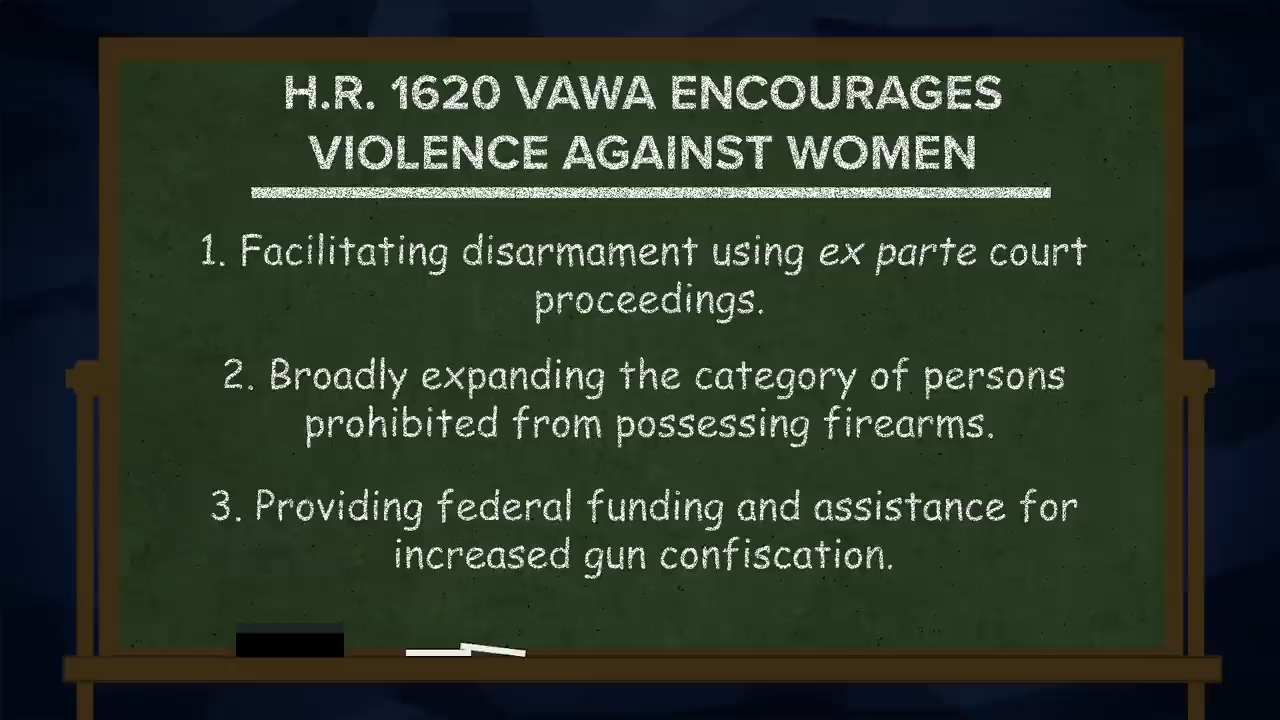 H.R. 1620 VAWA ENCOURAGES
VIOLENCE AGAINST WOMEN
1. Facilitating disarmament using ex parte court
proceedings.
2. Broadly expanding the category of persons
prohibited from possessing firearms.
3. Providing federal funding and assistance for
increased gun confiscation.